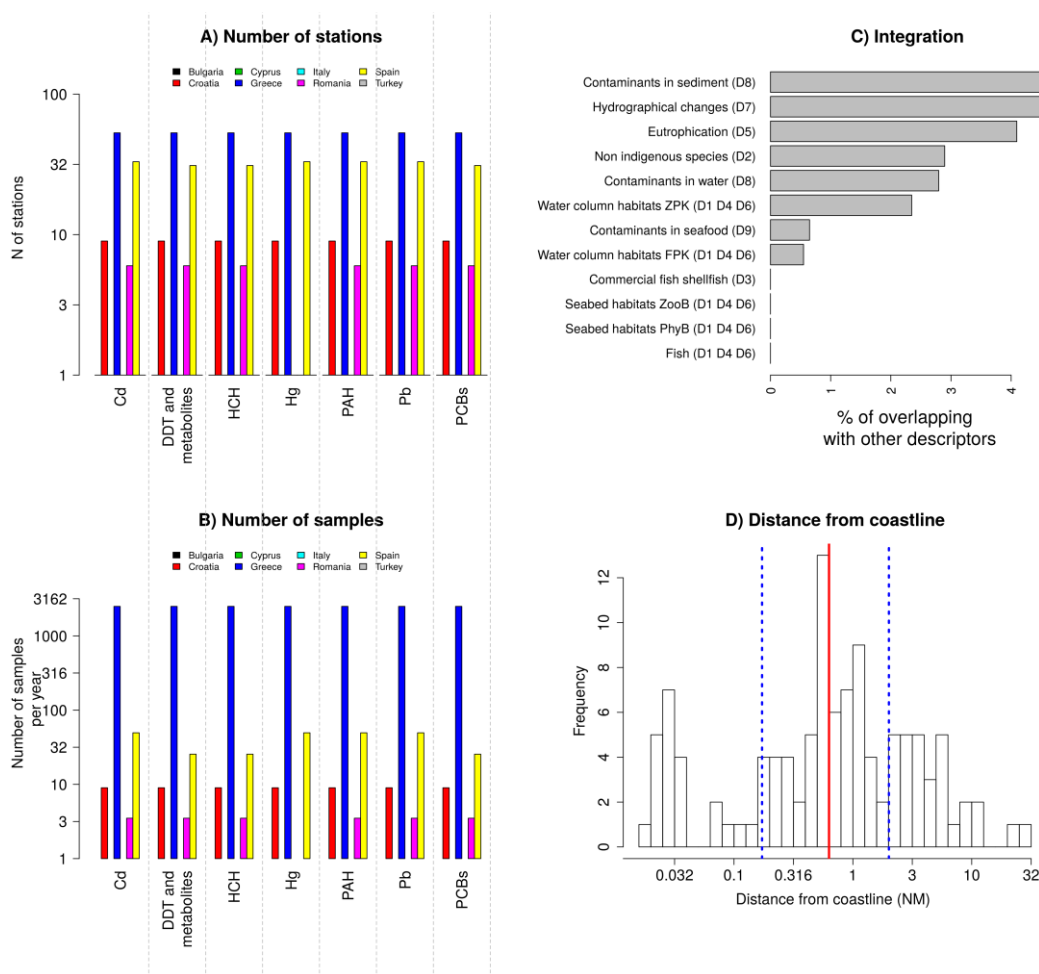 A) Number of stations
Bulgaria Cyprus Italy Spain
Croatia Greece Romania Turkey
N of stations
100
32
10
3
1
Cd
DDT and
metabolites
HCH
Hg
PAH
Pb
PCBs
C) Integration
Contaminants in sediment (D8)
Hydrographical changes (D7)
Eutrophication (D5)
Non indigenous species (D2)
Contaminants in water (D8)
Water column habitats ZPK (D1 D4 D6)
Contaminants in seafood (D9)
Water column habitats FPK (D1 D4 D6)
Commercial fish shellfish (D3)
Seabed habitats ZooB (D1 D4 D6)
Seabed habitats PhyB (D1 D4 D6)
Fish (D1 D4 D6)
0 1 2 3 4
% of overlapping
with other descriptors
B) Number of samples
Bulgaria Cyprus Italy Spain
Croatia Greece Romania Turkey
Number of samples
per year
3162
1000
316
100
32
10
3
1
Cd
DDT and
metabolites
HCH
Hg
PAH
Pb
PCBs
D) Distance from coastline
Frequency
12
10
8
6
4
2
0
0.032 0.1 0.316 1 3 10 32
Distance from coastline (NM)